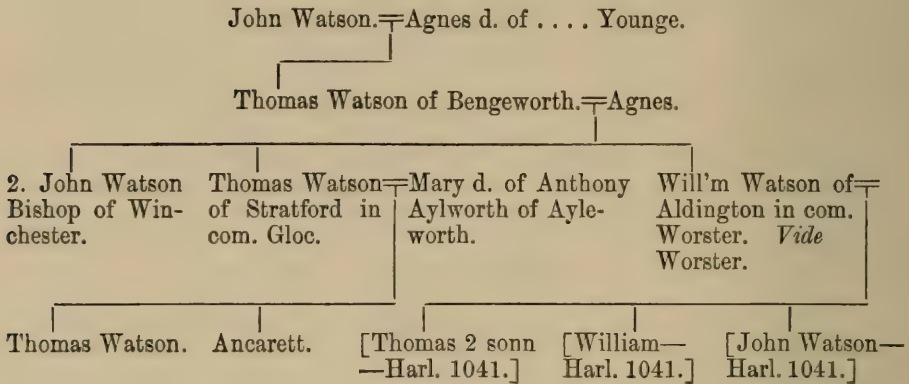 John Watson.=Agnes d. of .... Younge.
Thomas Watson of Bengeworth.=Agnes.
2. John Watson
Bishop of Win-
chester.
Thomas Watson=
of Stratford in
com. Gloc.
Mary d. of Anthony
Aylworth of Ayle-
worth.
Will'm Watson of=
Aldington in com.
Worster. Vide
Worster.
Thomas Watson.
Ancarett.
[Thomas 2 sonn
—Harl. 1041.]
[William—
Harl. 1041.]
[John Watson—
Harl. 1041.]